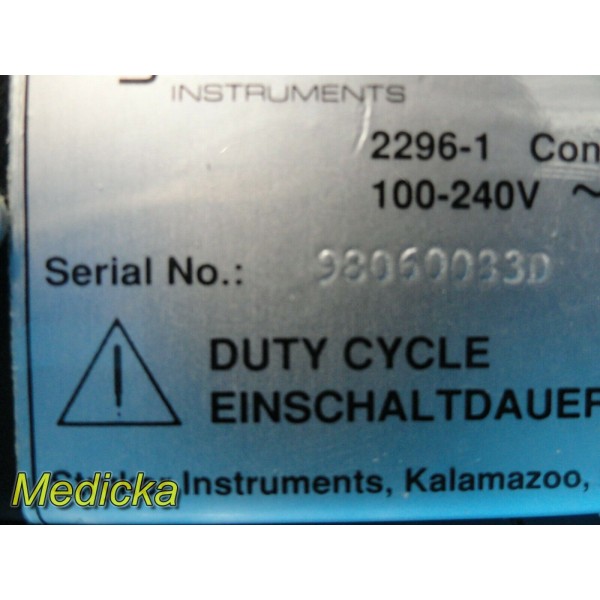 INSTRUMENTS
2296-1 Con
100-240V ~
Serial No.: 98060083D
DUTY CYCLE
EINSCHALTDAUER
Instruments, Kalamazoo,
Medicka